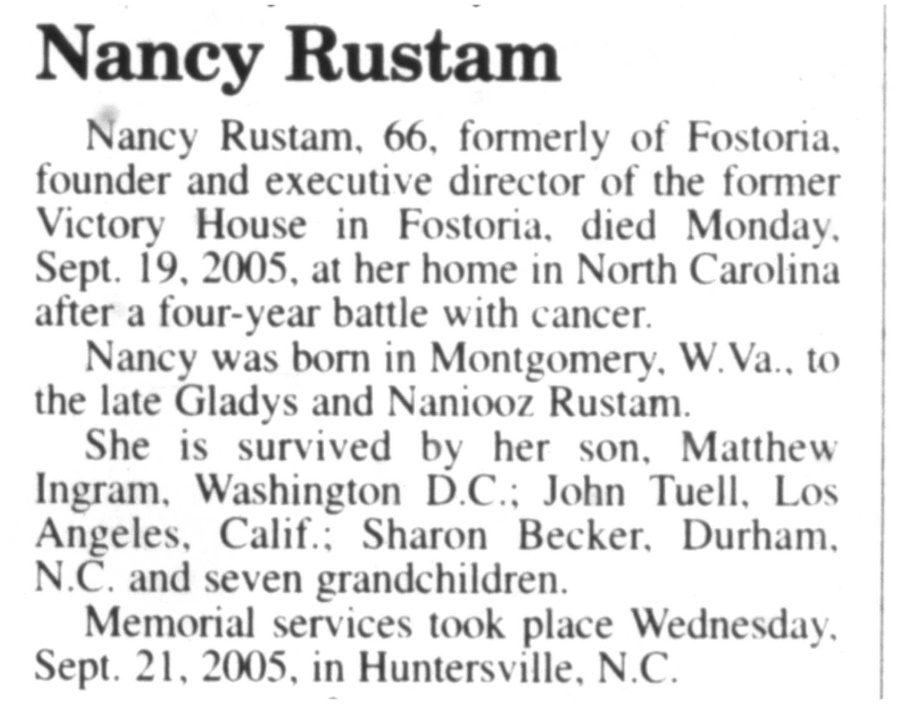 Nancy Rustam
Nancy Rustam, 66, formerly of Fostoria,
founder and executive director of the former
Victory House in Fostoria, died Monday,
Sept. 19, 2005, at her home in North Carolina
after a four-year battle with cancer.
Nancy was born in Montgomery, W.Va., to
the late Gladys and Naniooz Rustam.
She is survived by her son, Matthew
Ingram, Washington D.C.; John Tuell, Los
Angeles, Calif.; Sharon Becker, Durham,
N.C. and seven grandchildren.
Memorial services took place Wednesday,
Sept. 21, 2005, in Huntersville, N.C.